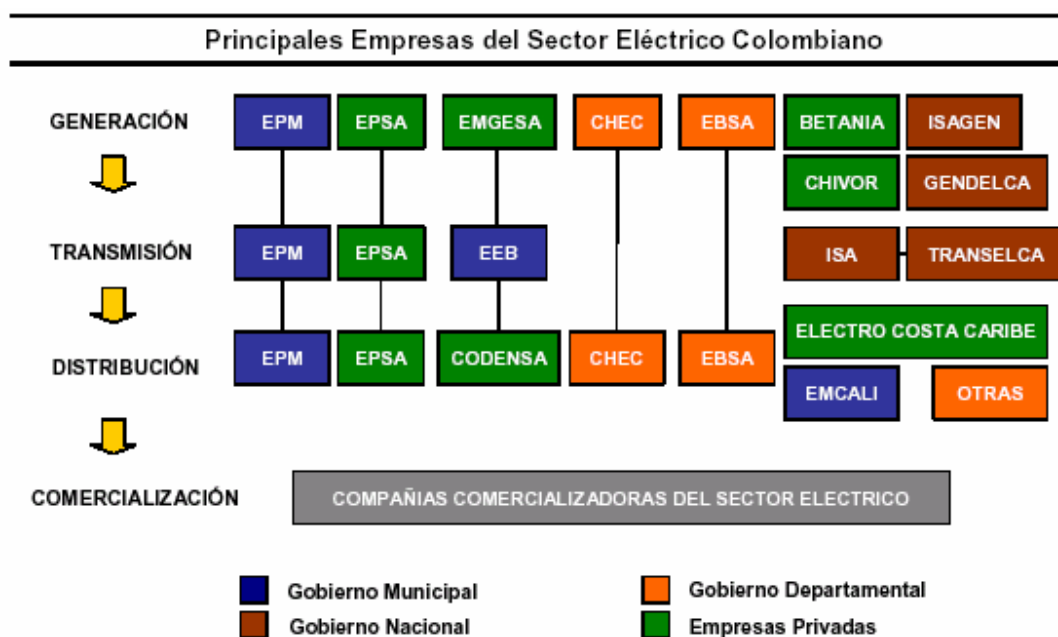 Principales Empresas del Sector Eléctrico Colombiano
GENERACIÓN
EPM
EPSA
EMGESA
CHEC
EBSA
BETANIA
ISAGEN
CHIVOR
GENDELCA
TRANSMISIÓN
EPM
EPSA
EEB
ISA
TRANSELCA
ELECTRO COSTA CARIBE
DISTRIBUCIÓN
EPM
EPSA
CODENSA
CHEC
EBSA
EMCALI
OTRAS
COMERCIALIZACIÓN
COMPAÑIAS COMERCIALIZADORAS DEL SECTOR ELECTRICO
Gobierno Municipal
Gobierno Departamental
Gobierno Nacional
Empresas Privadas